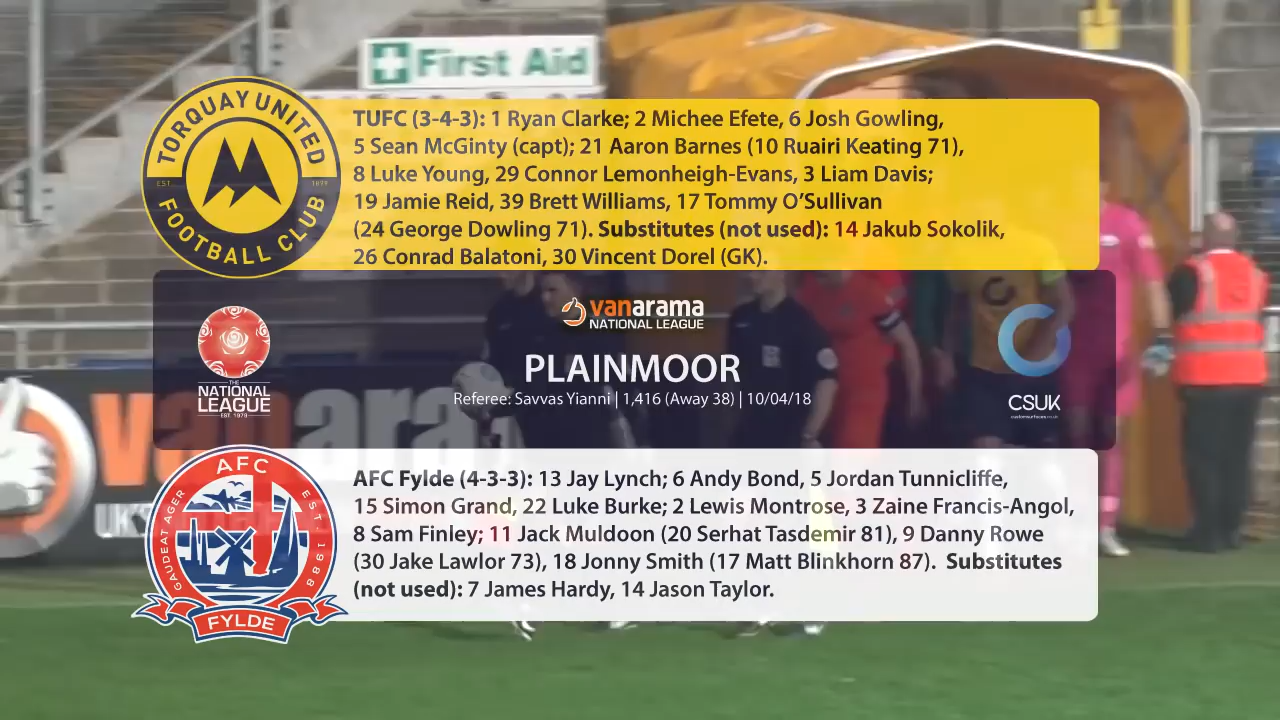 First Aid
TORQUAY UNITED
EST. 1899
FOOTBALL CLUB
TUFC (3-4-3): 1 Ryan Clarke; 2 Michee Efete, 6 Josh Gowling,
5 Sean McGinty (capt); 21 Aaron Barnes (10 Ruairi Keating 71),
8 Luke Young, 29 Connor Lemonheigh-Evans, 3 Liam Davis;
19 Jamie Reid, 39 Brett Williams, 17 Tommy O’Sullivan
(24 George Dowling 71). Substitutes (not used): 14 Jakub Sokolik,
26 Conrad Balatoni, 30 Vincent Dorel (GK).
THE
NATIONAL
LEAGUE
EST 1979
vanarama
NATIONAL LEAGUE
PLAINMOOR
Referee: Savvas Yianni | 1,416 (Away 38) | 10/04/18
CSUK
customsurfaces.co.uk
vanarama
UK'S
AFC
GAUDEAT AGER
EST. 1988
FYLDE
AFC Fylde (4-3-3): 13 Jay Lynch; 6 Andy Bond, 5 Jordan Tunnicliffe,
15 Simon Grand, 22 Luke Burke; 2 Lewis Montrose, 3 Zaine Francis-Angol,
8 Sam Finley; 11 Jack Muldoon (20 Serhat Tasdemir 81), 9 Danny Rowe
(30 Jake Lawlor 73), 18 Jonny Smith (17 Matt Blinkhorn 87). Substitutes
(not used): 7 James Hardy, 14 Jason Taylor.